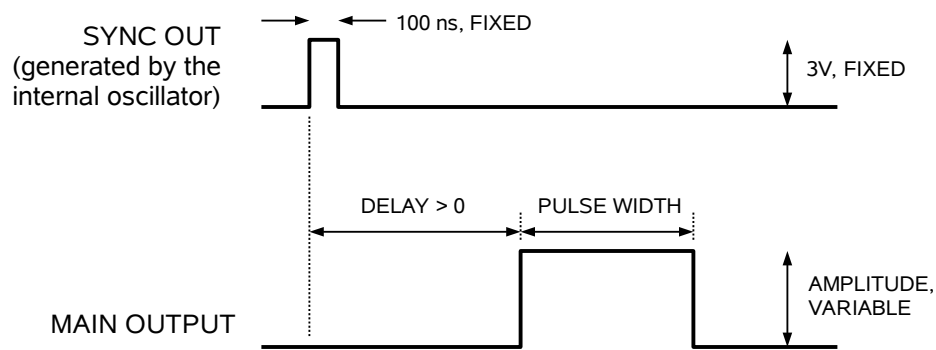 100 ns, FIXED
SYNC OUT
(generated by the
internal oscillator)
3V, FIXED
DELAY > 0
PULSE WIDTH
AMPLITUDE,
VARIABLE
MAIN OUTPUT